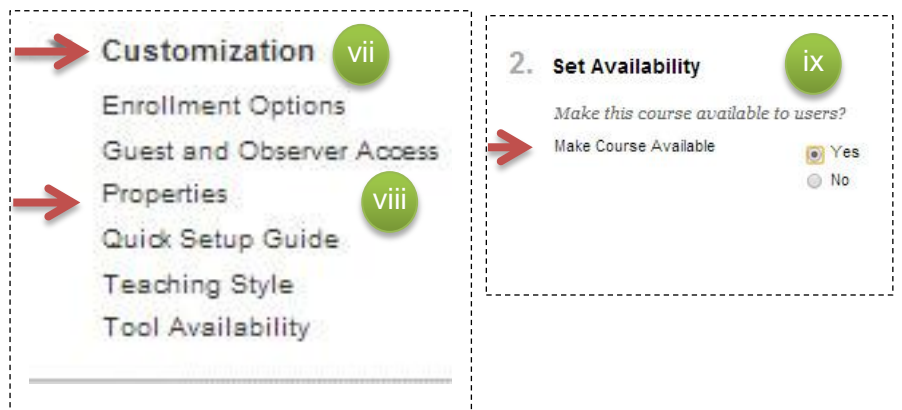 Customization vii
Enrollment Options
Guest and Observer Access
Properties viii
Quick Setup Guide
Teaching Style
Tool Availability
2. Set Availability ix
Make this course available to users?
Make Course Available Yes
No